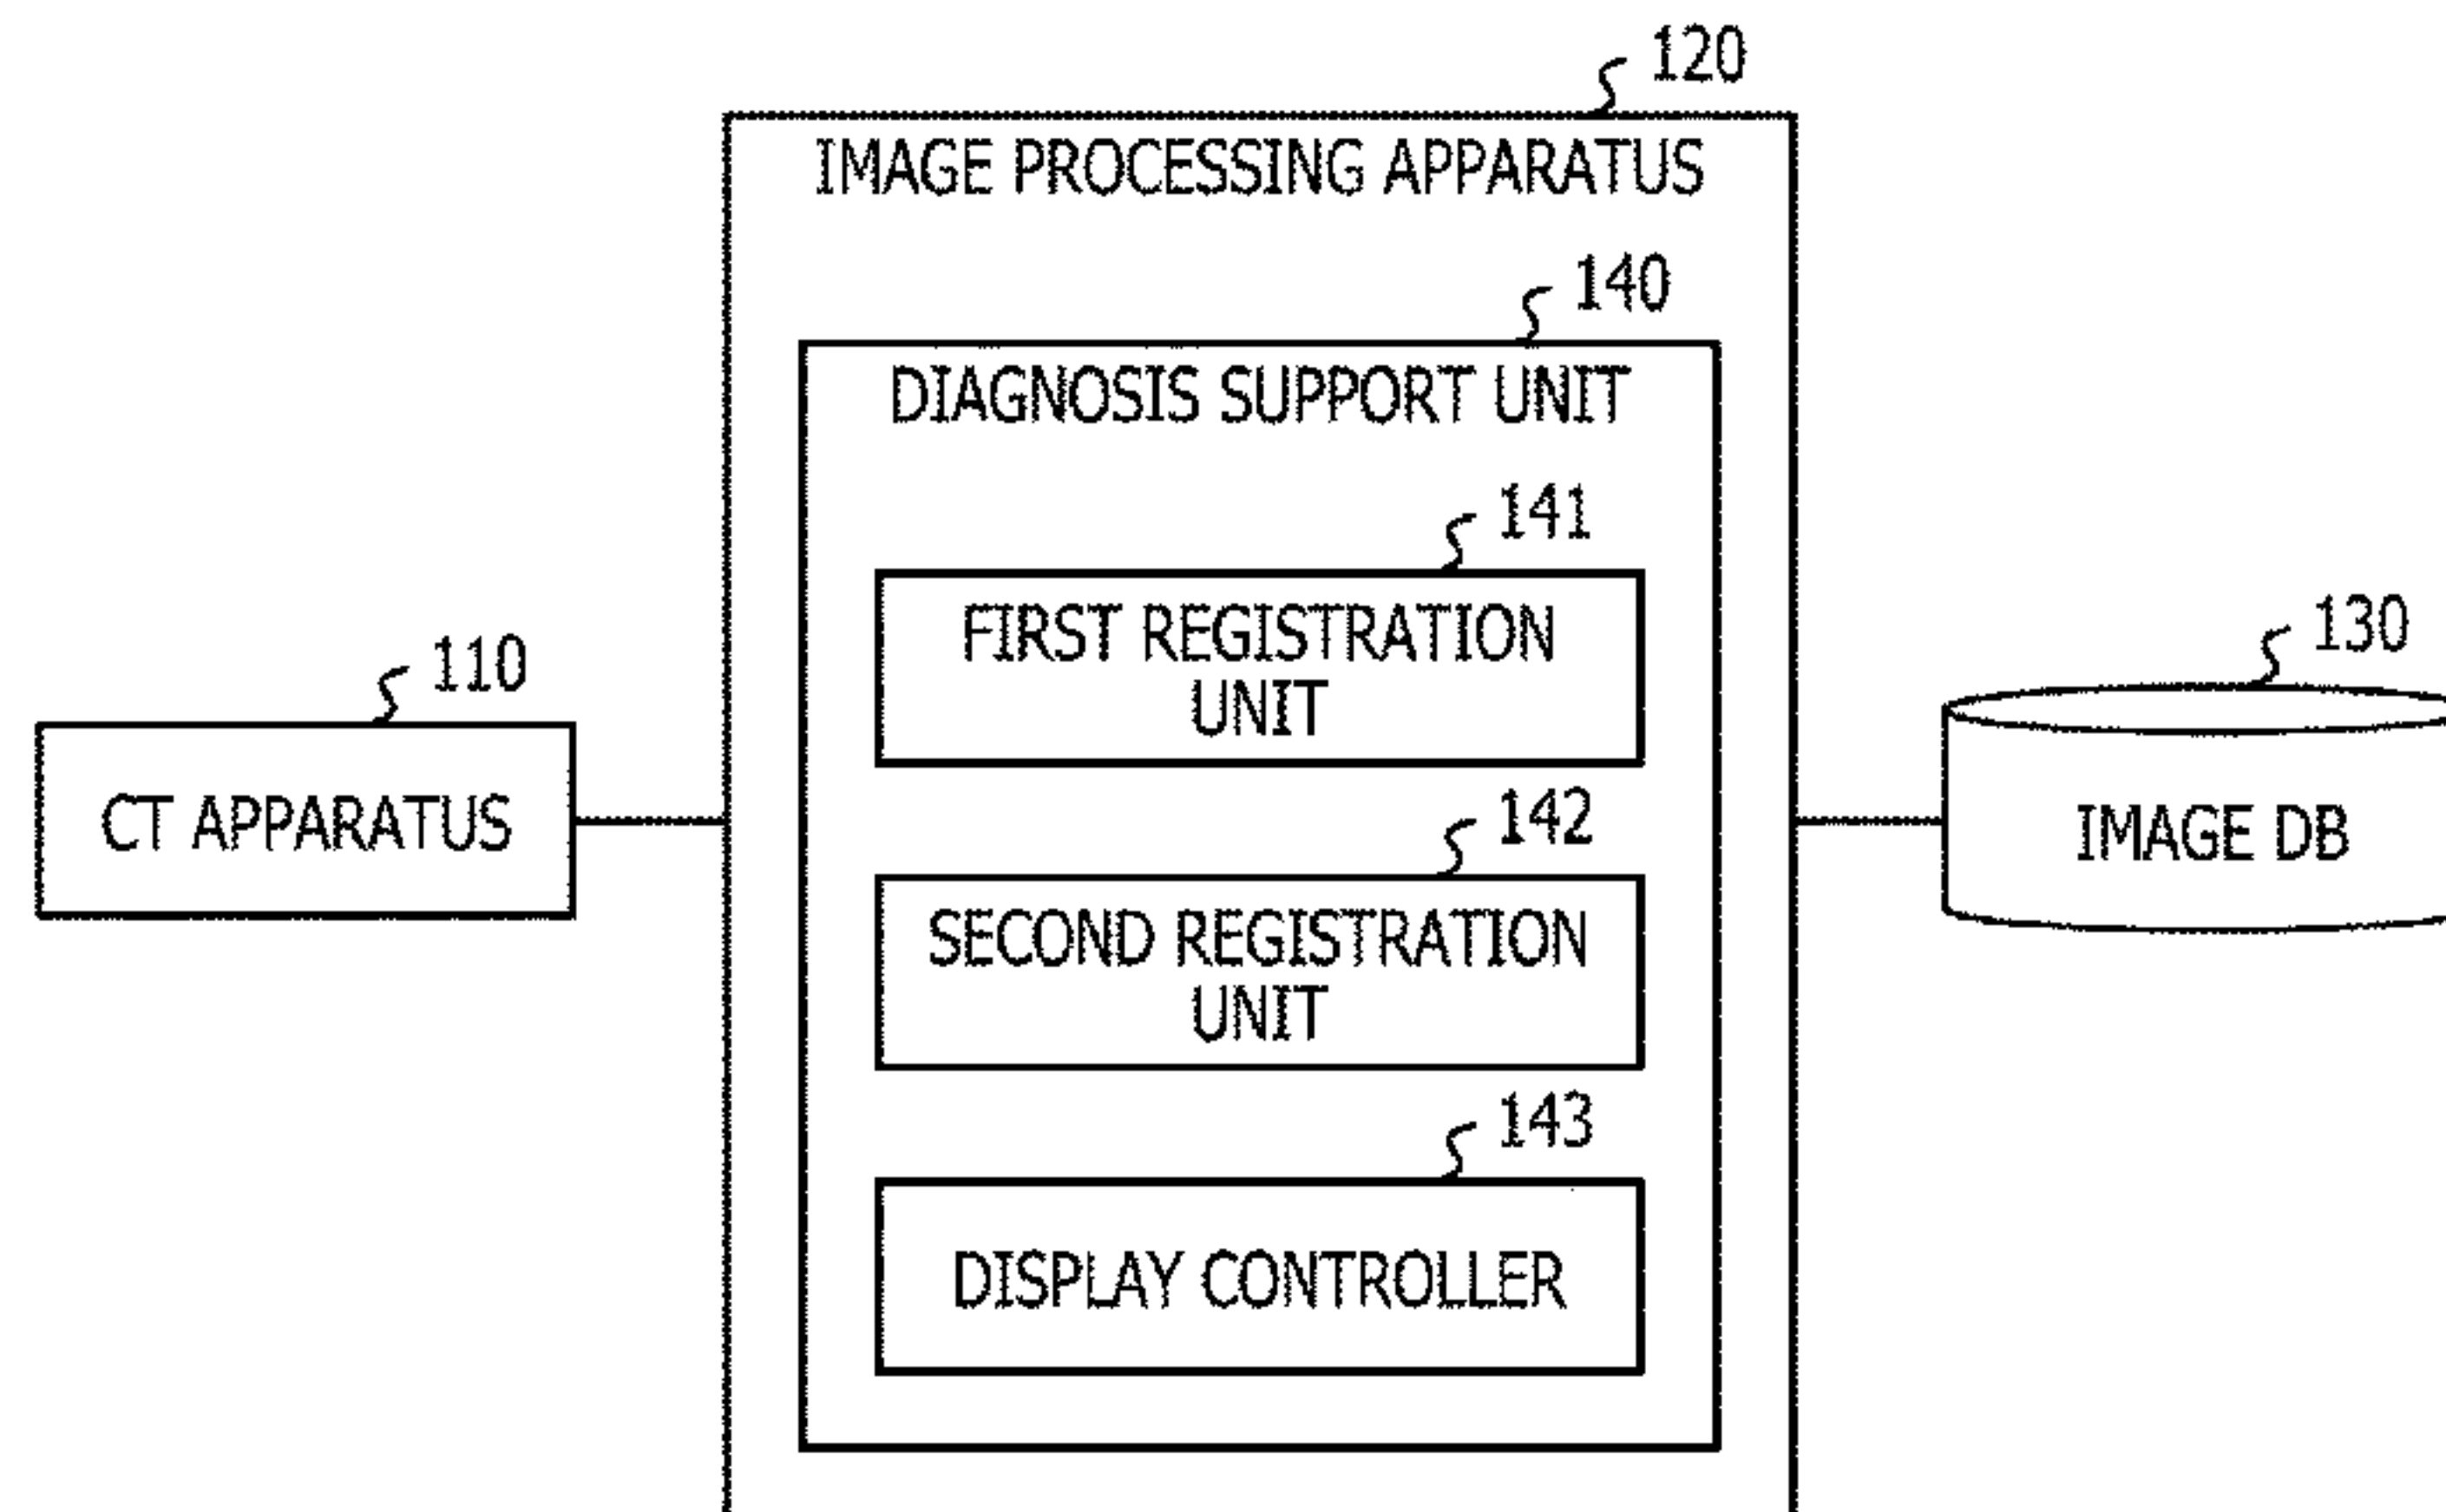 120
IMAGE PROCESSING APPARATUS
140
DIAGNOSIS SUPPORT UNIT
141
FIRST REGISTRATION
UNIT
110
CT APPARATUS
130
IMAGE DB
142
SECOND REGISTRATION
UNIT
143
DISPLAY CONTROLLER